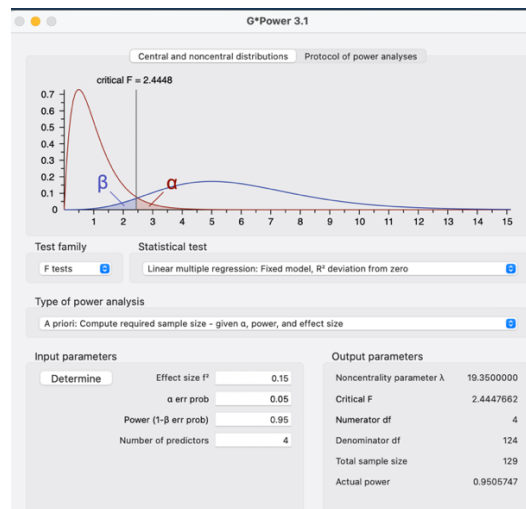 G*Power 3.1
Central and noncentral distributions Protocol of power analyses
critical F = 2.4448
0.7
0.6
0.5
0.4
0.3
0.2
0.1
0
β α
1 2 3 4 5 6 7 8 9 10 11 12 13 14 15
Test family Statistical test
F tests Linear multiple regression: Fixed model, R² deviation from zero
Type of power analysis
A priori: Compute required sample size - given α, power, and effect size
Input parameters Output parameters
Determine Effect size f² 0.15 Noncentrality parameter λ 19.3500000
α err prob 0.05 Critical F 2.4447662
Power (1-β err prob) 0.95 Numerator df 4
Number of predictors 4 Denominator df 124
Total sample size 129
Actual power 0.9505747